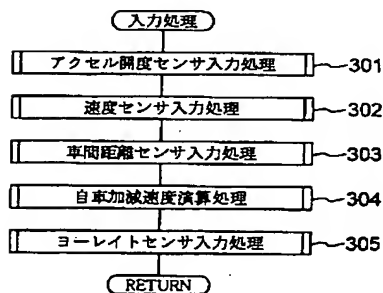 入力処理
アクセル開度センサ入力処理 301
速度センサ入力処理 302
車間距離センサ入力処理 303
自車加減速度演算処理 304
ヨーレイトセンサ入力処理 305
RETURN